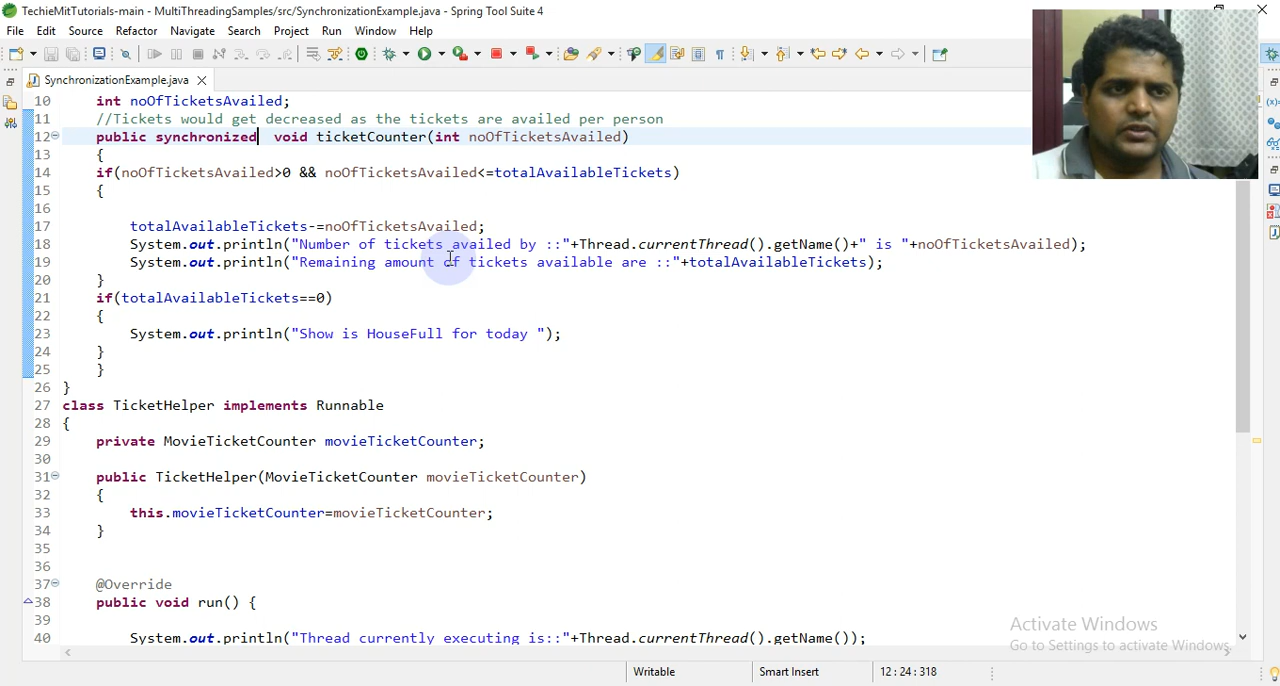 TechieMitTutorials-main - MultiThreadingSamples/src/SynchronizationExample.java - Spring Tool Suite 4
File Edit Source Refactor Navigate Search Project Run Window Help
SynchronizationExample.java
10 int noOfTicketsAvailed;
11 //Tickets would get decreased as the tickets are availed per person
12 public synchronized void ticketCounter(int noOfTicketsAvailed)
13 {
14 if(noOfTicketsAvailed>0 && noOfTicketsAvailed<=totalAvailableTickets)
15 {
16
17 totalAvailableTickets-=noOfTicketsAvailed;
18 System.out.println("Number of tickets availed by ::"+Thread.currentThread().getName()+" is "+noOfTicketsAvailed);
19 System.out.println("Remaining amount of tickets available are ::"+totalAvailableTickets);
20 }
21 if(totalAvailableTickets==0)
22 {
23 System.out.println("Show is HouseFull for today ");
24 }
25 }
26 }
27 class TicketHelper implements Runnable
28 {
29 private MovieTicketCounter movieTicketCounter;
30
31 public TicketHelper(MovieTicketCounter movieTicketCounter)
32 {
33 this.movieTicketCounter=movieTicketCounter;
34 }
35
36
37 @Override
38 public void run() {
39
40 System.out.println("Thread currently executing is::"+Thread.currentThread().getName());
Activate Windows
Go to Settings to activate Windows.
Writable Smart Insert 12:24:318